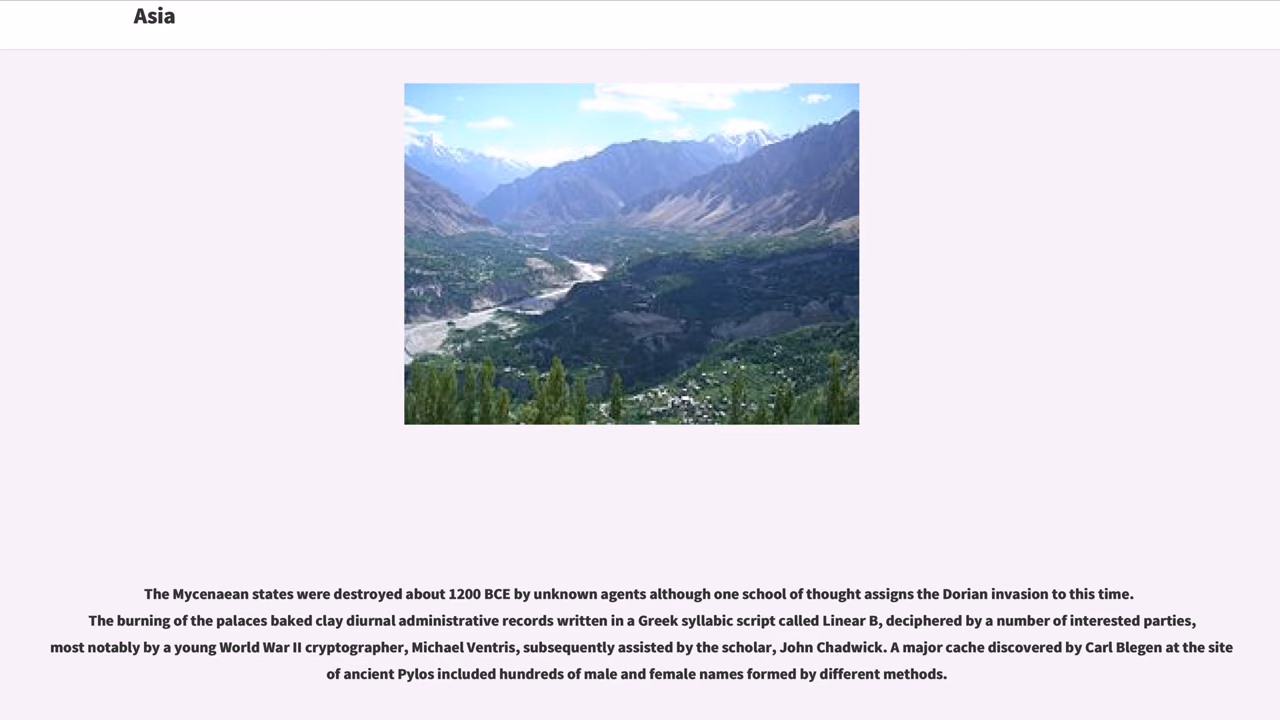 Asia
The Mycenaean states were destroyed about 1200 BCE by unknown agents although one school of thought assigns the Dorian invasion to this time.
The burning of the palaces baked clay diurnal administrative records written in a Greek syllabic script called Linear B, deciphered by a number of interested parties,
most notably by a young World War II cryptographer, Michael Ventris, subsequently assisted by the scholar, John Chadwick. A major cache discovered by Carl Blegen at the site
of ancient Pylos included hundreds of male and female names formed by different methods.